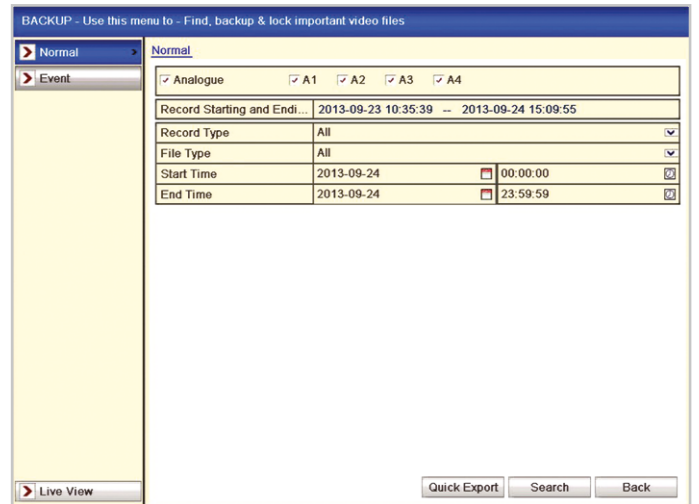 BACKUP - Use this menu to - Find, backup & lock important video files
Normal
Event
Live View
Normal
Analogue A1 A2 A3 A4
Record Starting and Endi... 2013-09-23 10:35:39 -- 2013-09-24 15:09:55
Record Type All
File Type All
Start Time 2013-09-24 00:00:00
End Time 2013-09-24 23:59:59
Quick Export Search Back